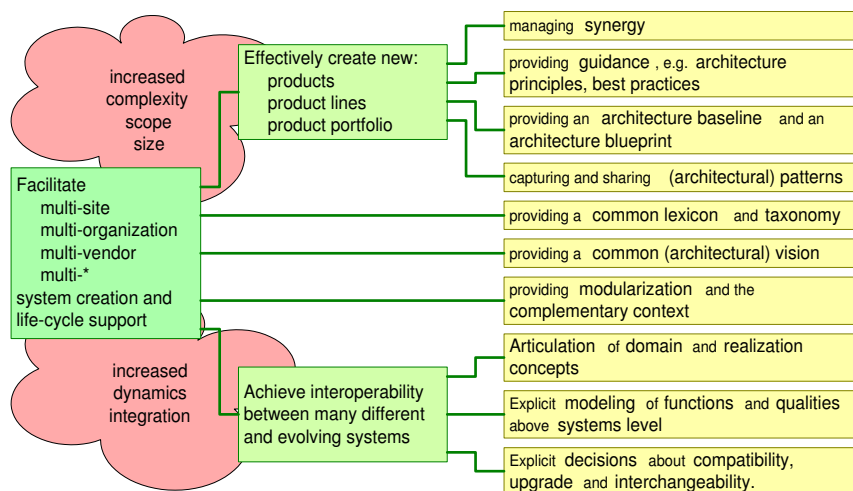 increased
complexity
scope
size
Effectively create new:
products
product lines
product portfolio
Facilitate
multi-site
multi-organization
multi-vendor
multi-*
system creation and
life-cycle support
increased
dynamics
integration
Achieve interoperability
between many different
and evolving systems
managing synergy
providing guidance , e.g. architecture
principles, best practices
providing an architecture baseline and an
architecture blueprint
capturing and sharing (architectural) patterns
providing a common lexicon and taxonomy
providing a common (architectural) vision
providing modularization and the
complementary context
Articulation of domain and realization
concepts
Explicit modeling of functions and qualities
above systems level
Explicit decisions about compatibility,
upgrade and interchangeability.